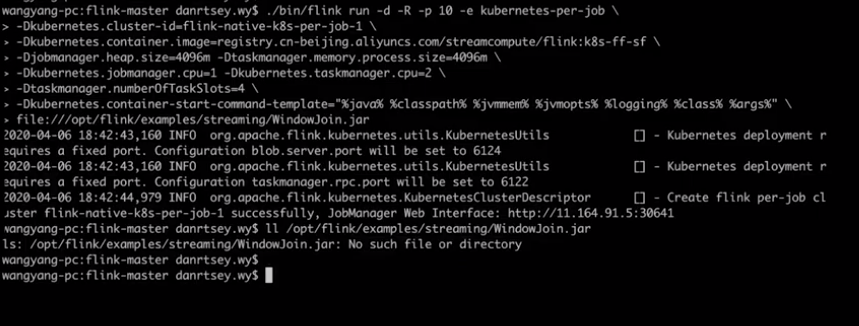 wangyang-pc:flink-master danrtsey.wy$ ./bin/flink run -d -R -p 10 -e kubernetes-per-job \
> -Dkubernetes.cluster-id=flink-native-k8s-per-job-1 \
> -Dkubernetes.container.image=registry.cn-beijing.aliyuncs.com/streamcompute/flink:k8s-ff-sf \
> -Djobmanager.heap.size=4096m -Dtaskmanager.memory.process.size=4096m \
> -Dkubernetes.jobmanager.cpu=1 -Dkubernetes.taskmanager.cpu=2 \
> -Dtaskmanager.numberOfTaskSlots=4 \
> -Dkubernetes.container-start-command-template="%java% %classpath% %jvmmem% %jvmopts% %logging% %class% %args%" \
> file:///opt/flink/examples/streaming/WindowJoin.jar
2020-04-06 18:42:43,160 INFO org.apache.flink.kubernetes.utils.KubernetesUtils [] - Kubernetes deployment r
equires a fixed port. Configuration blob.server.port will be set to 6124
2020-04-06 18:42:43,160 INFO org.apache.flink.kubernetes.utils.KubernetesUtils [] - Kubernetes deployment r
equires a fixed port. Configuration taskmanager.rpc.port will be set to 6122
2020-04-06 18:42:44,979 INFO org.apache.flink.kubernetes.KubernetesClusterDescriptor [] - Create flink per-job cl
uster flink-native-k8s-per-job-1 successfully, JobManager Web Interface: http://11.164.91.5:30641
wangyang-pc:flink-master danrtsey.wy$ ll /opt/flink/examples/streaming/WindowJoin.jar
ls: /opt/flink/examples/streaming/WindowJoin.jar: No such file or directory
wangyang-pc:flink-master danrtsey.wy$
wangyang-pc:flink-master danrtsey.wy$